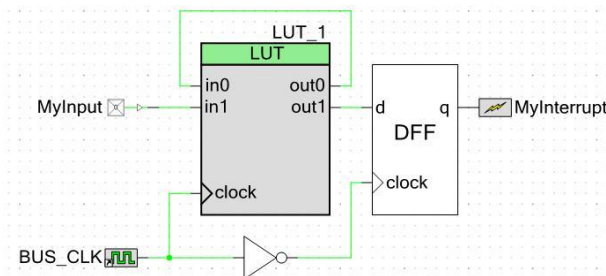 LUT_1
LUT
in0 out0
MyInput in1 out1 d q MyInterrupt
DFF
clock clock
BUS_CLK